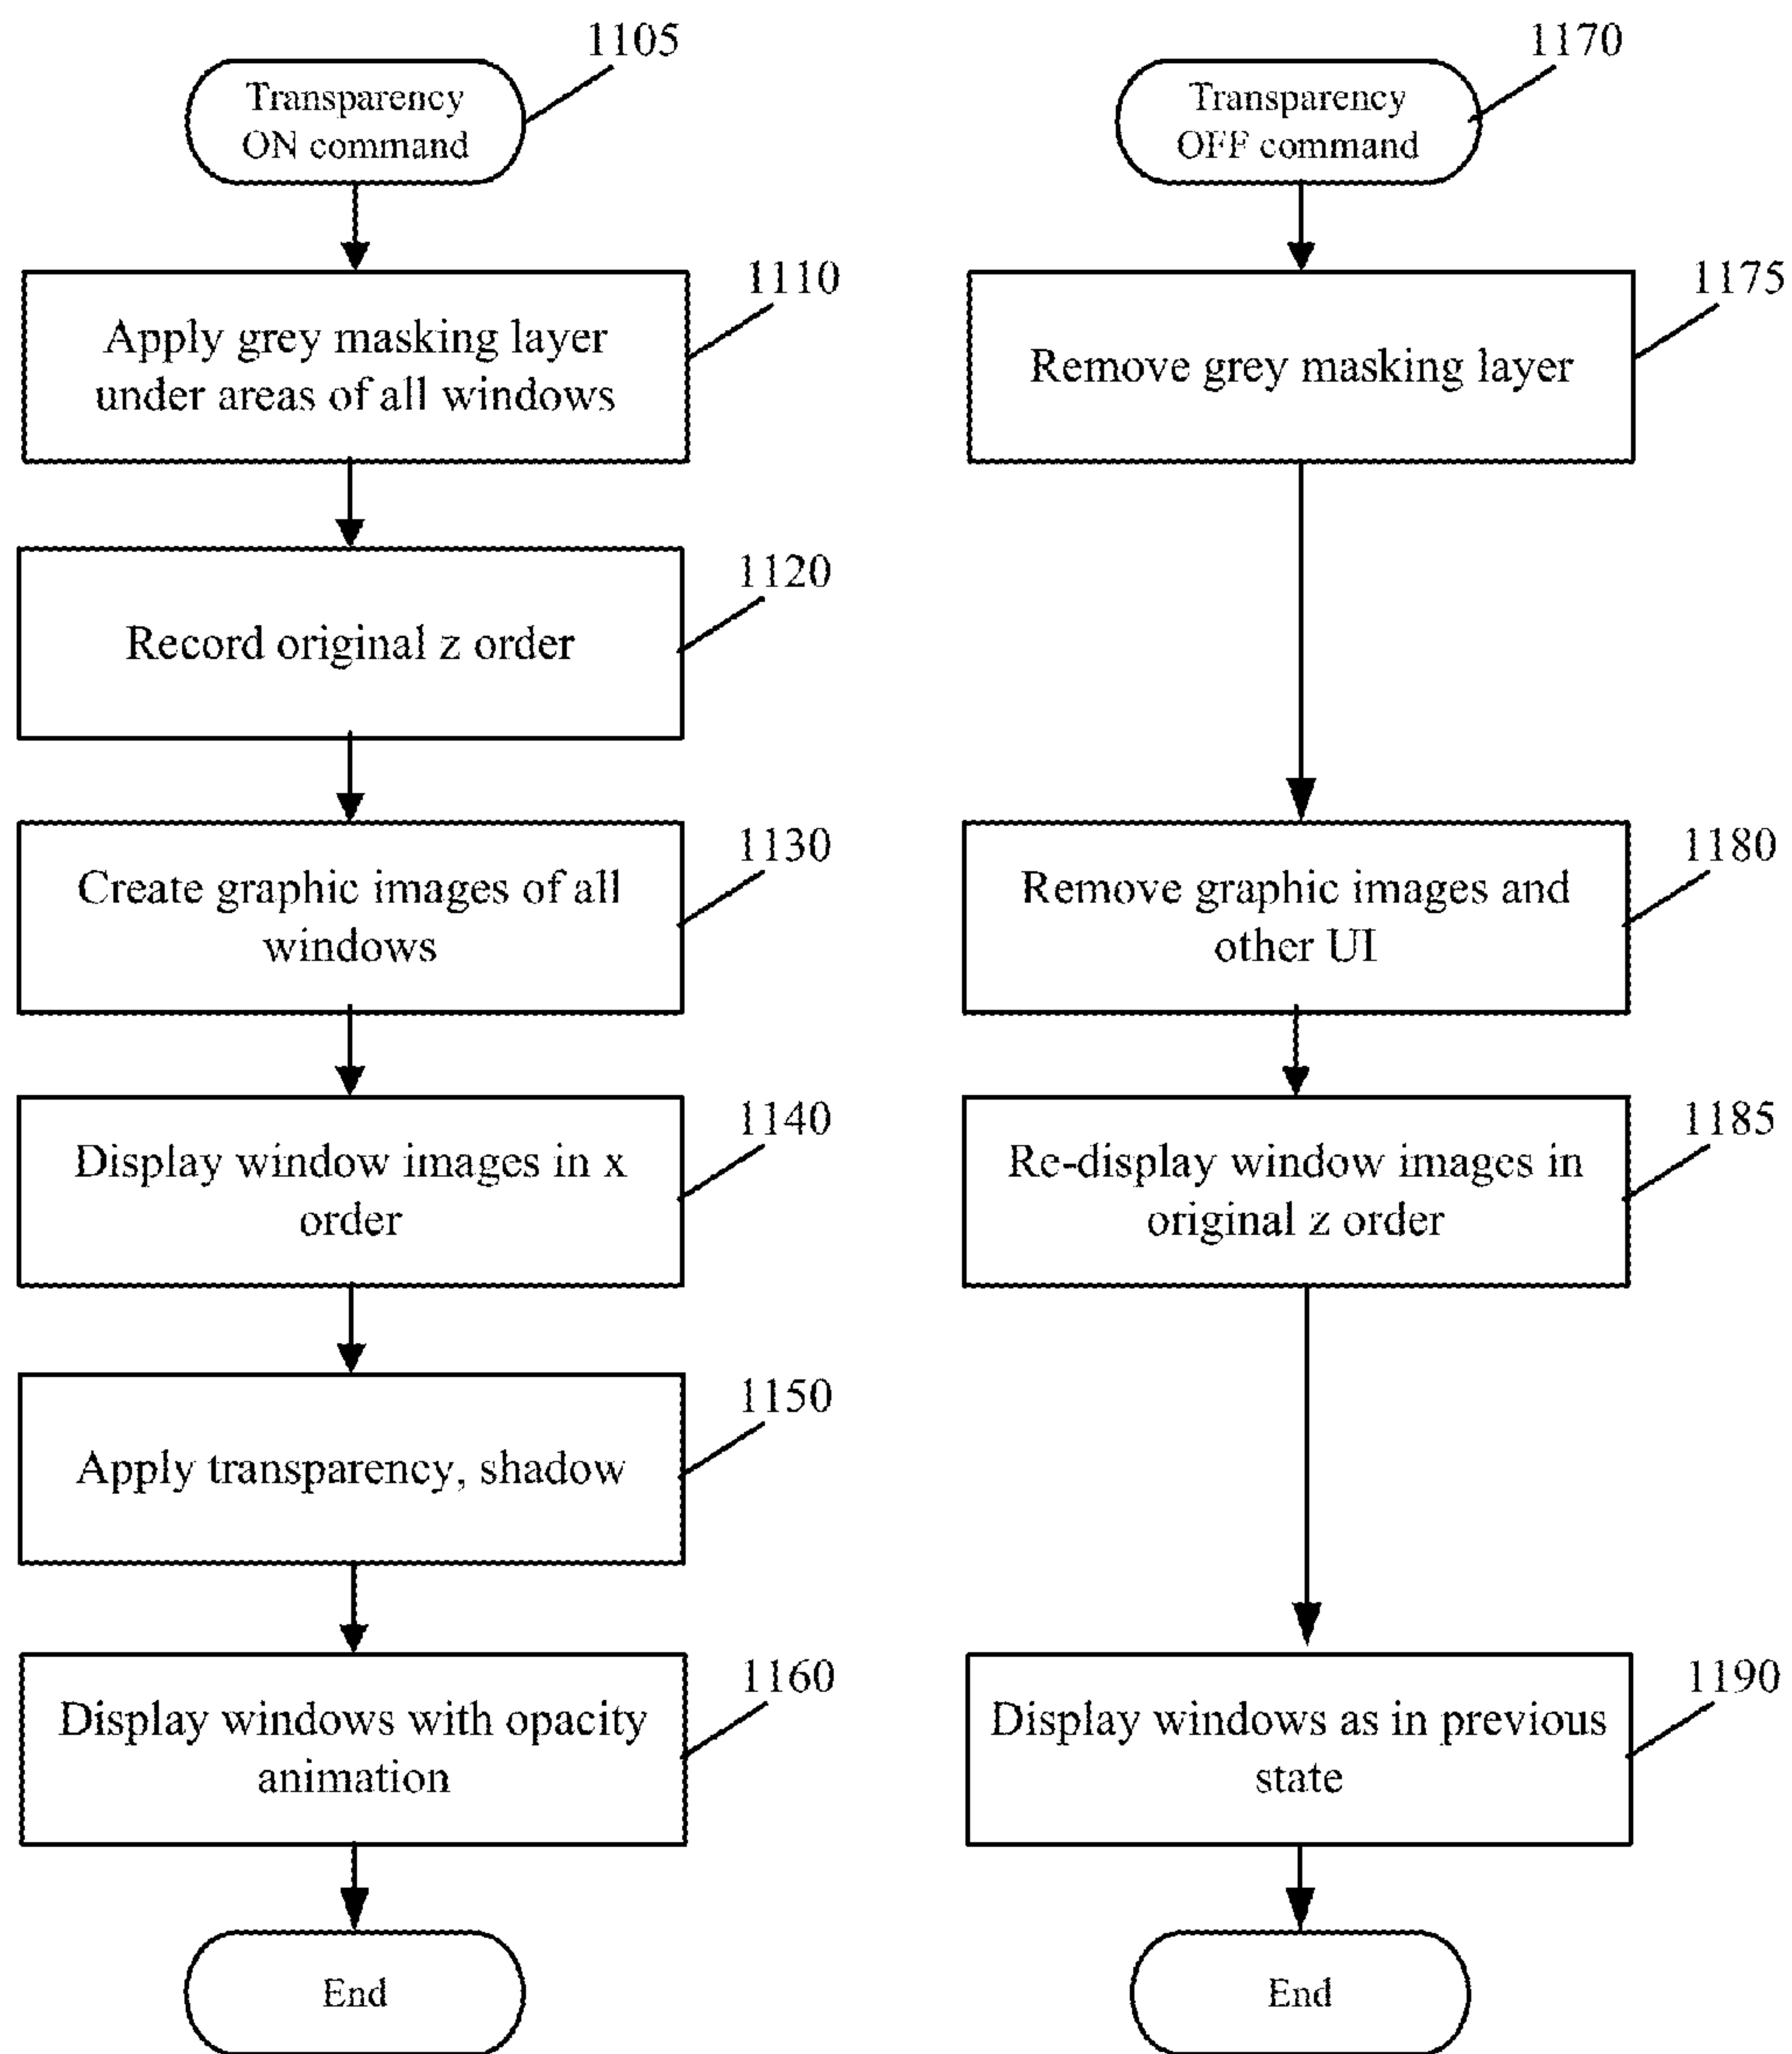 1105
Transparency
ON command
1110
Apply grey masking layer
under areas of all windows
1120
Record original z order
1130
Create graphic images of all
windows
1140
Display window images in x
order
1150
Apply transparency, shadow
1160
Display windows with opacity
animation
End
1170
Transparency
OFF command
1175
Remove grey masking layer
1180
Remove graphic images and
other UI
1185
Re-display window images in
original z order
1190
Display windows as in previous
state
End